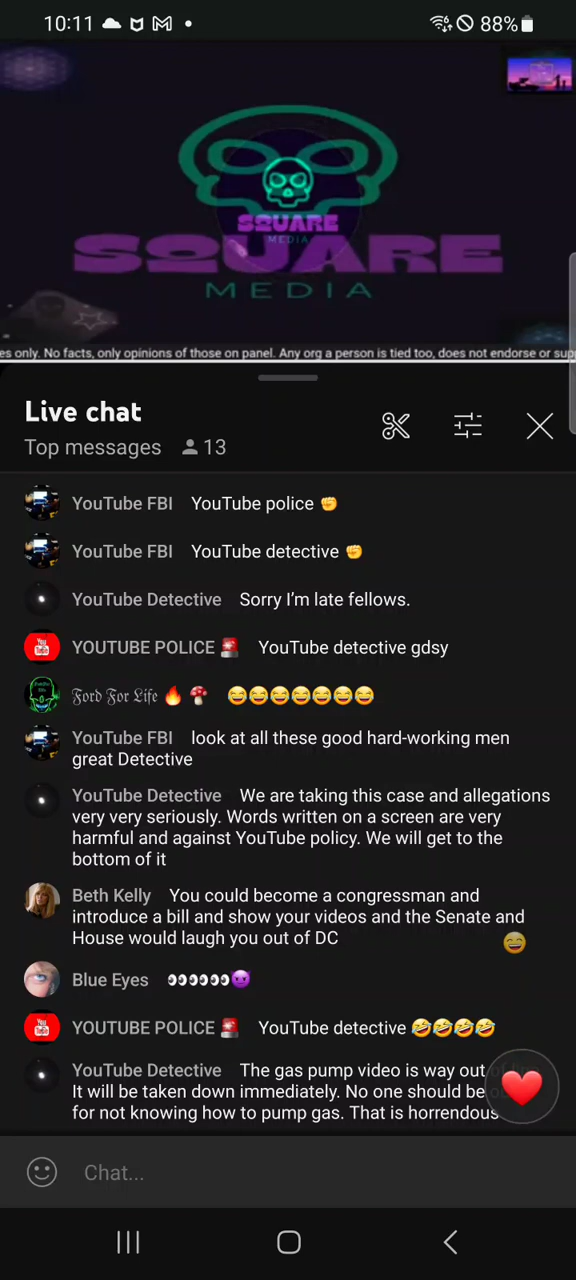 10:11
88%
SQUARE
MEDIA
SQUARE
MEDIA
es only. No facts, only opinions of those on panel. Any org a person is tied too, does not endorse or sup
Live chat
Top messages 13
YouTube FBI YouTube police ✊
YouTube FBI YouTube detective ✊
YouTube Detective Sorry I'm late fellows.
YOUTUBE POLICE 🚨 YouTube detective gdsy
𝔉𝔬𝔯𝔡 𝔉𝔬𝔯 𝔏𝔦𝔣𝔢 🔥 🍄 😂😂😂😂😂😂😂
YouTube FBI look at all these good hard-working men
great Detective
YouTube Detective We are taking this case and allegations
very very seriously. Words written on a screen are very
harmful and against YouTube policy. We will get to the
bottom of it
Beth Kelly You could become a congressman and
introduce a bill and show your videos and the Senate and
House would laugh you out of DC
Blue Eyes 👀👀👀👀👀👀😈
YOUTUBE POLICE 🚨 YouTube detective 🤣🤣🤣🤣
YouTube Detective The gas pump video is way out
It will be taken down immediately. No one should be
for not knowing how to pump gas. That is horrendous
Chat...